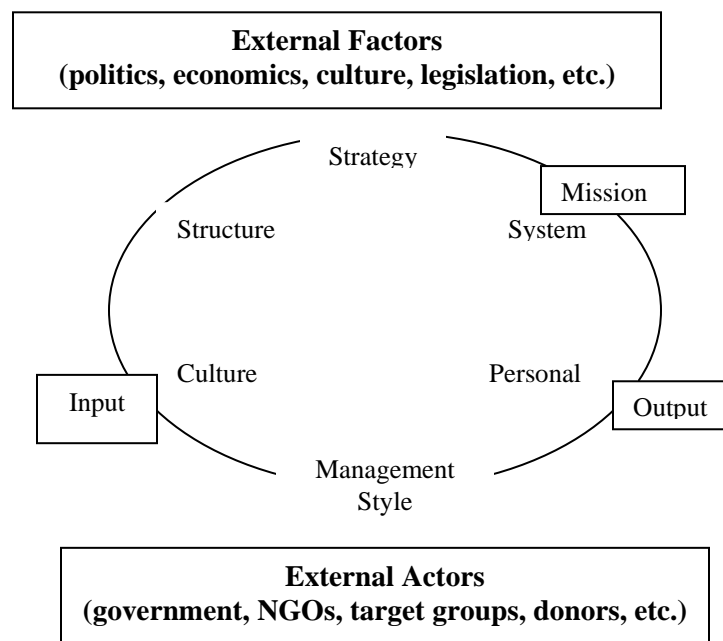 External Factors
(politics, economics, culture, legislation, etc.)
Strategy
Mission
Structure
System
Culture
Personal
Input
Output
Management
Style
External Actors
(government, NGOs, target groups, donors, etc.)